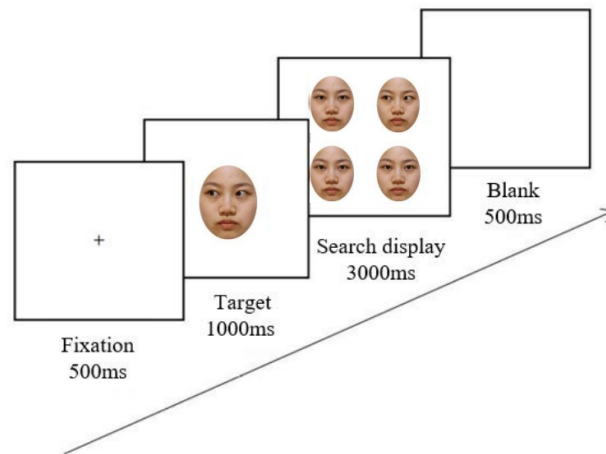 Fixation
500ms
Target
1000ms
Search display
3000ms
Blank
500ms